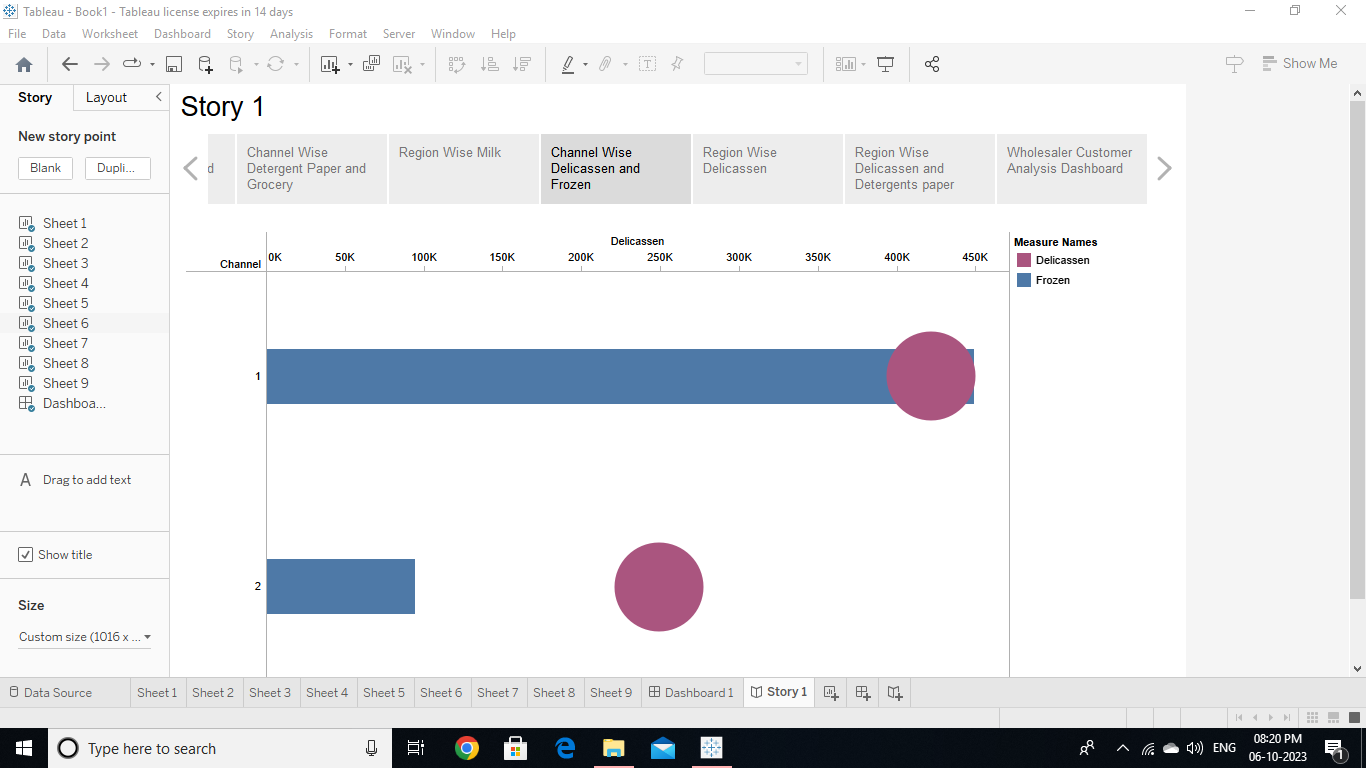 Tableau - Book1 - Tableau license expires in 14 days
File Data Worksheet Dashboard Story Analysis Format Server Window Help
Show Me
Story Layout
New story point
Blank Dupli...
Sheet 1
Sheet 2
Sheet 3
Sheet 4
Sheet 5
Sheet 6
Sheet 7
Sheet 8
Sheet 9
Dashboa...
A Drag to add text
Show title
Size
Custom size (1016 x ...
Story 1
d
Channel Wise
Detergent Paper and
Grocery
Region Wise Milk
Channel Wise
Delicassen and
Frozen
Region Wise
Delicassen
Region Wise
Delicassen and
Detergents paper
Wholesaler Customer
Analysis Dashboard
Delicassen
Channel 0K 50K 100K 150K 200K 250K 300K 350K 400K 450K
1
2
Measure Names
Delicassen
Frozen
Data Source Sheet 1 Sheet 2 Sheet 3 Sheet 4 Sheet 5 Sheet 6 Sheet 7 Sheet 8 Sheet 9 Dashboard 1 Story 1
Type here to search
ENG
08:20 PM
06-10-2023
1